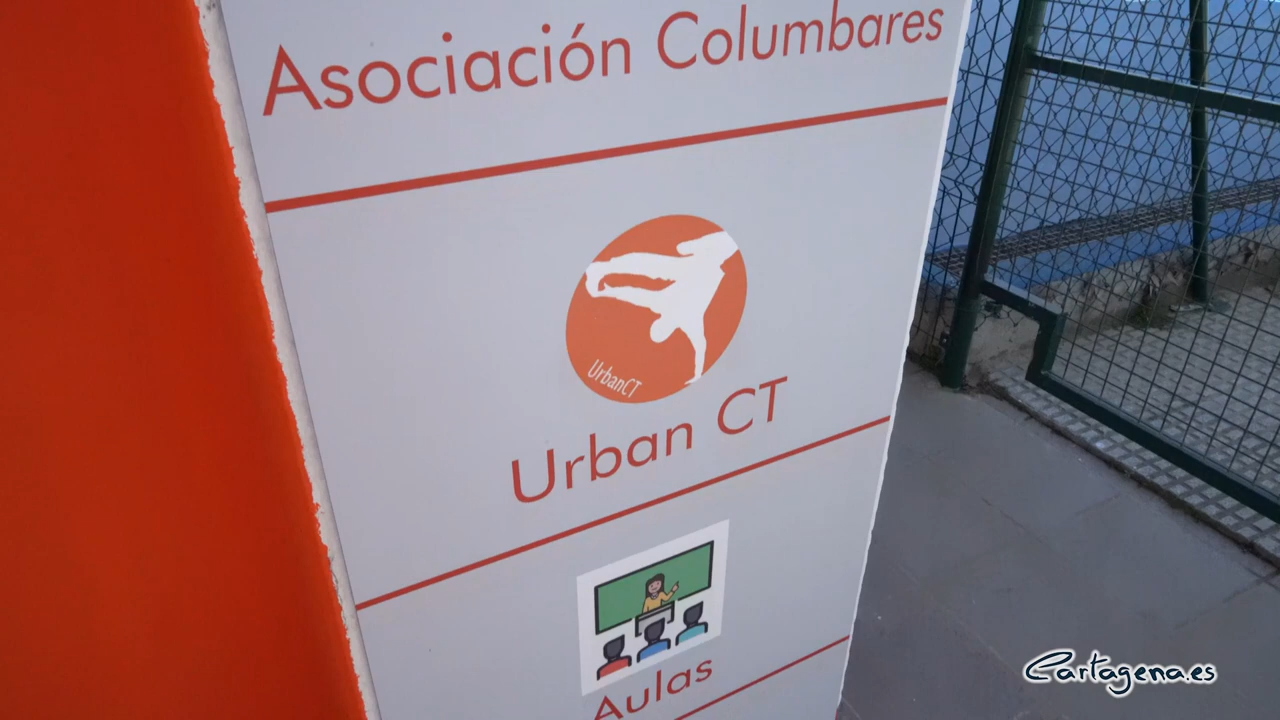 Asociación Columbares
UrbanCT
Urban CT
Aulas
Cartagena.es